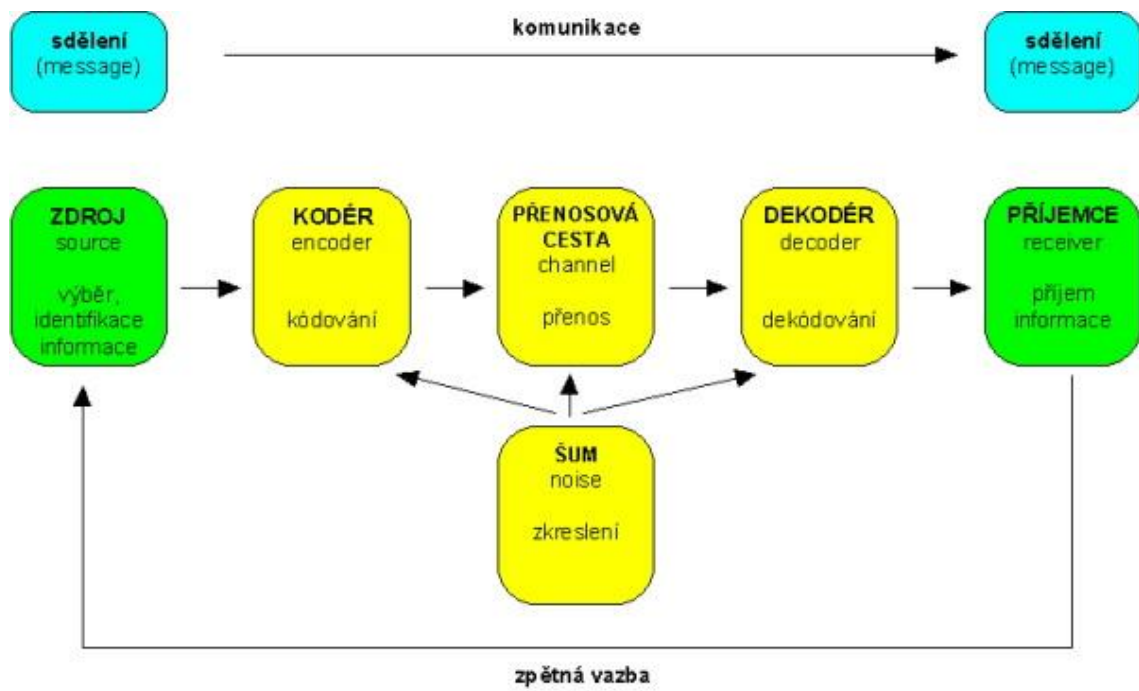 komunikace
sdělení
(message)
sdělení
(message)
ZDROJ
source
výběr,
identifikace
informace
KODÉR
encoder
kódování
PŘENOSOVÁ
CESTA
channel
přenos
DEKODÉR
decoder
dekódování
PŘÍJEMCE
receiver
příjem
informace
ŠUM
noise
zkreslení
zpětná vazba